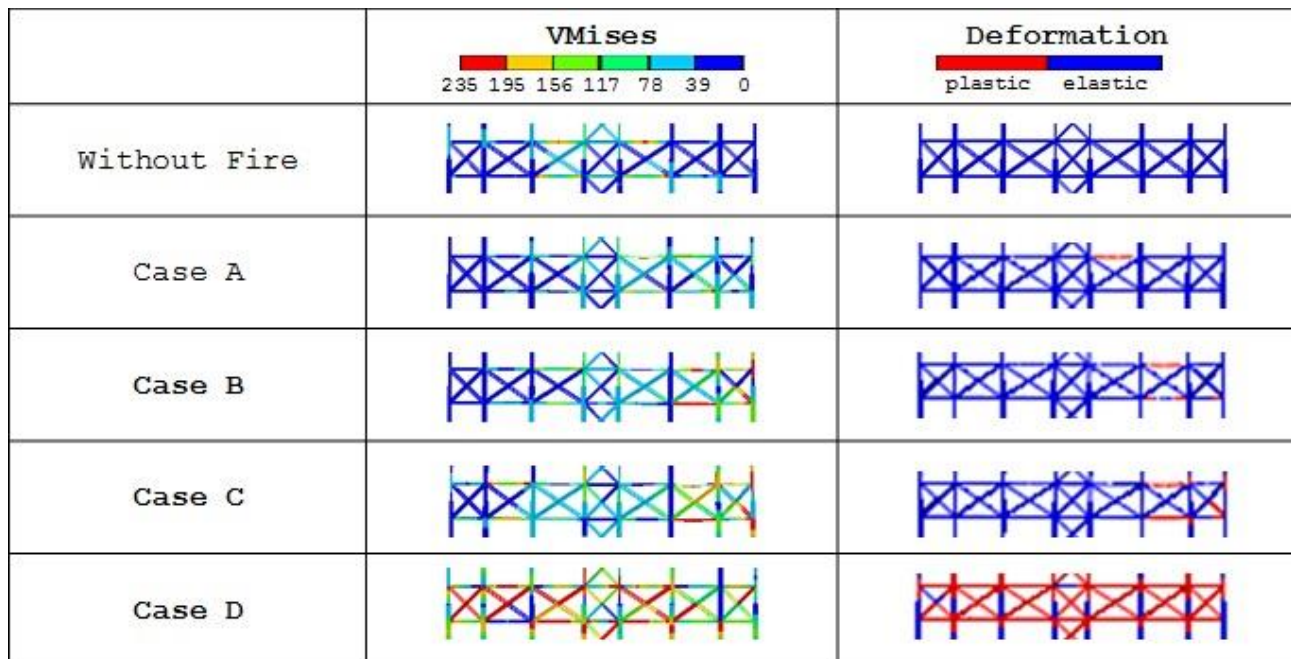 VMises
235 195 156 117 78 39 0
Deformation
plastic elastic
Without Fire
Case A
Case B
Case C
Case D